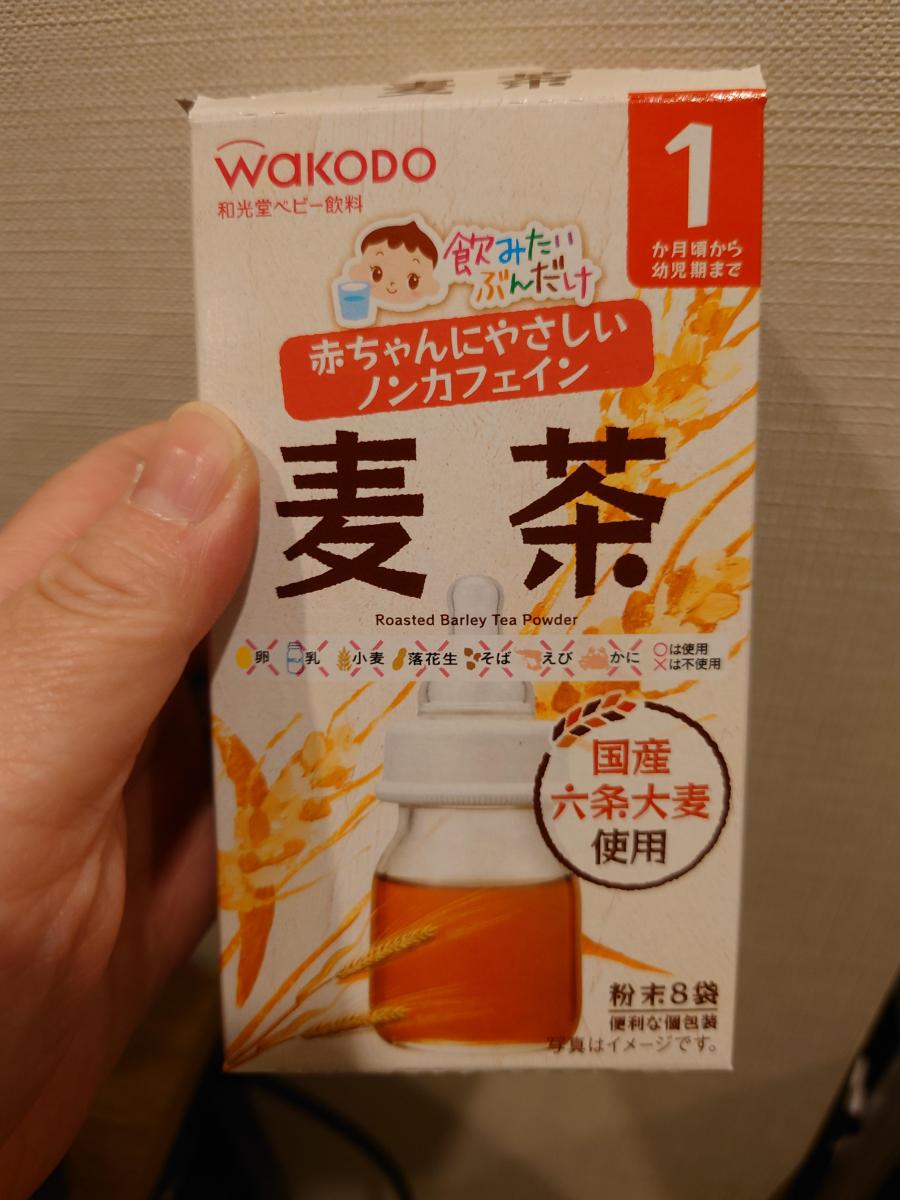 麦茶
wakodo
和光堂ベビー飲料
1
か月頃から
幼児期まで
飲みたい
ぶんだけ
赤ちゃんにやさしい
ノンカフェイン
麦茶
Roasted Barley Tea Powder
卵 MILK 乳 小麦 落花生 そば えび かに
○は使用
×は不使用
国産
六条大麦
使用
粉末8袋
便利な個包装
写真はイメージです。